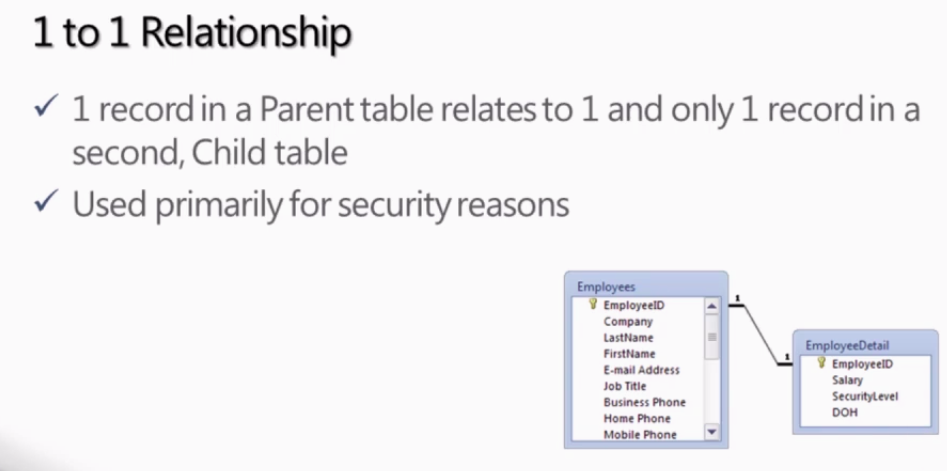 1 to 1 Relationship
1 record in a Parent table relates to 1 and only 1 record in a
second, Child table
Used primarily for security reasons
Employees
EmployeeID
Company
LastName
FirstName
E-mail Address
Job Title
Business Phone
Home Phone
Mobile Phone
1
1
EmployeeDetail
EmployeeID
Salary
SecurityLevel
DOH